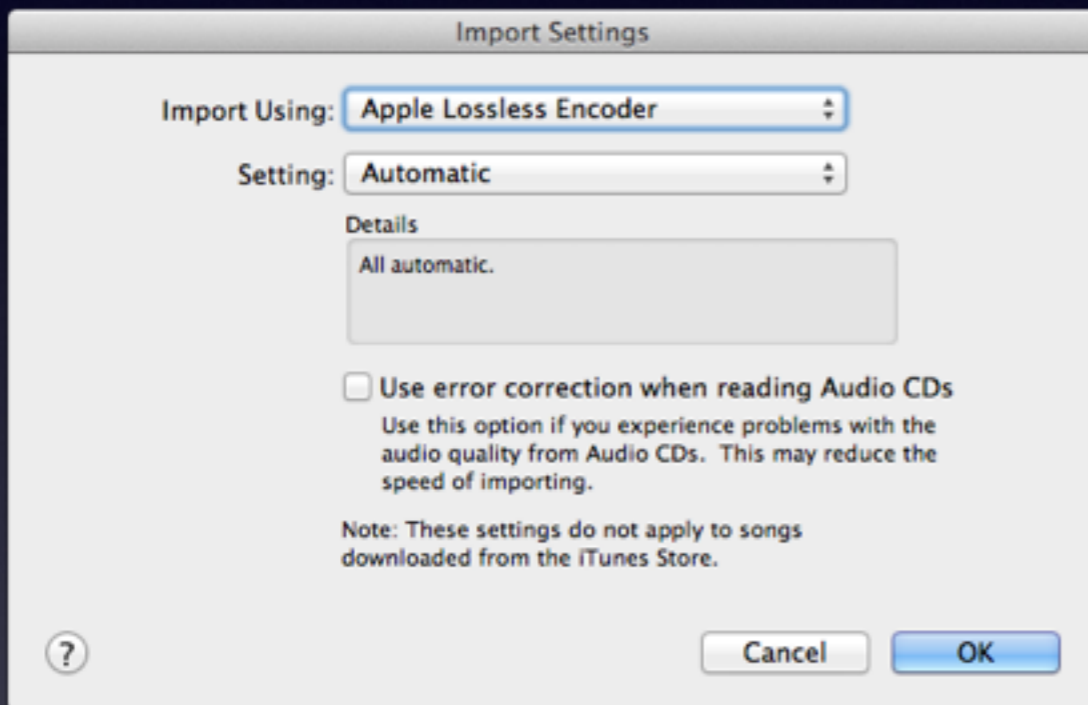 Import Settings
Import Using: Apple Lossless Encoder
Setting: Automatic
Details
All automatic.
Use error correction when reading Audio CDs
Use this option if you experience problems with the
audio quality from Audio CDs. This may reduce the
speed of importing.
Note: These settings do not apply to songs
downloaded from the iTunes Store.
?
Cancel
OK